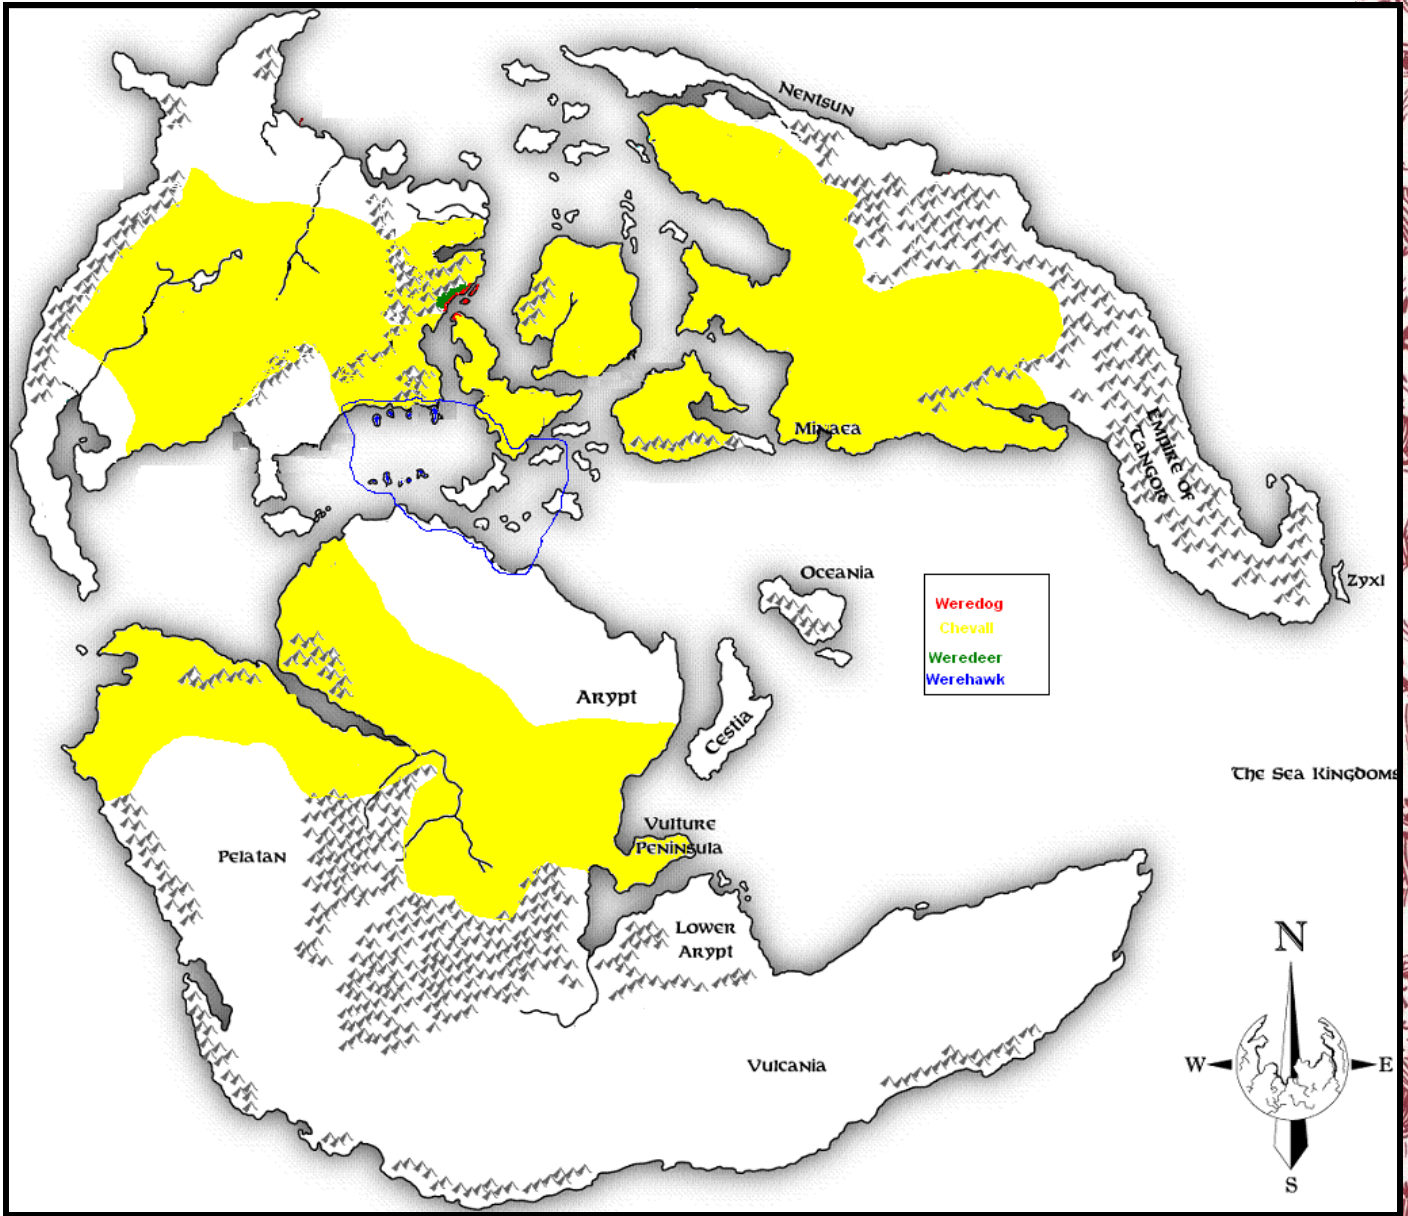 Nentsun
Minaea
Empire of
Tangor
Oceania
Zyxl
Weredog
Chevall
Weredeer
Werehawk
Arypt
Cestia
The Sea Kingdoms
Vulture
Peninsula
Pelatan
Lower
Arypt
Vulcania
N
W
E
S